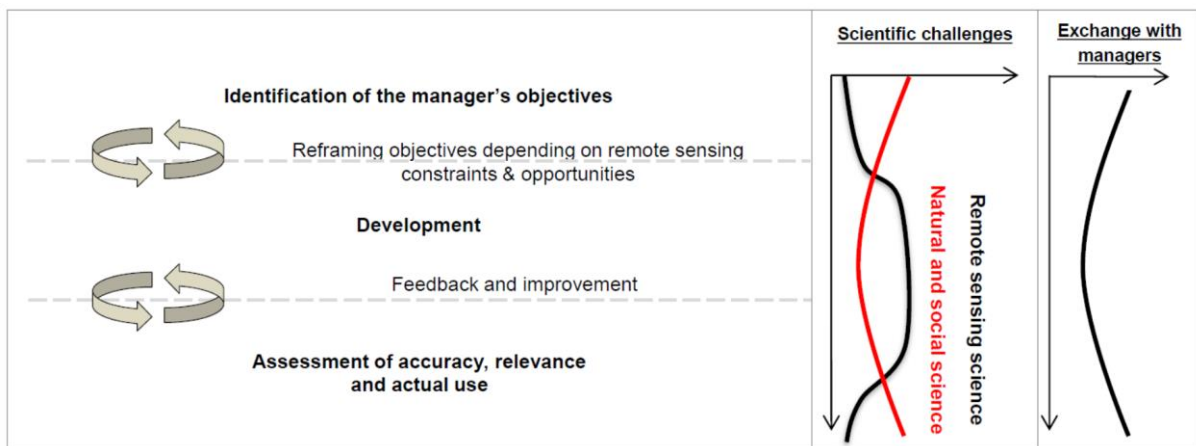 Scientific challenges
Exchange with
managers
Identification of the manager's objectives
Reframing objectives depending on remote sensing
constraints & opportunities
Development
Feedback and improvement
Assessment of accuracy, relevance
and actual use
Remote sensing science
Natural and social science